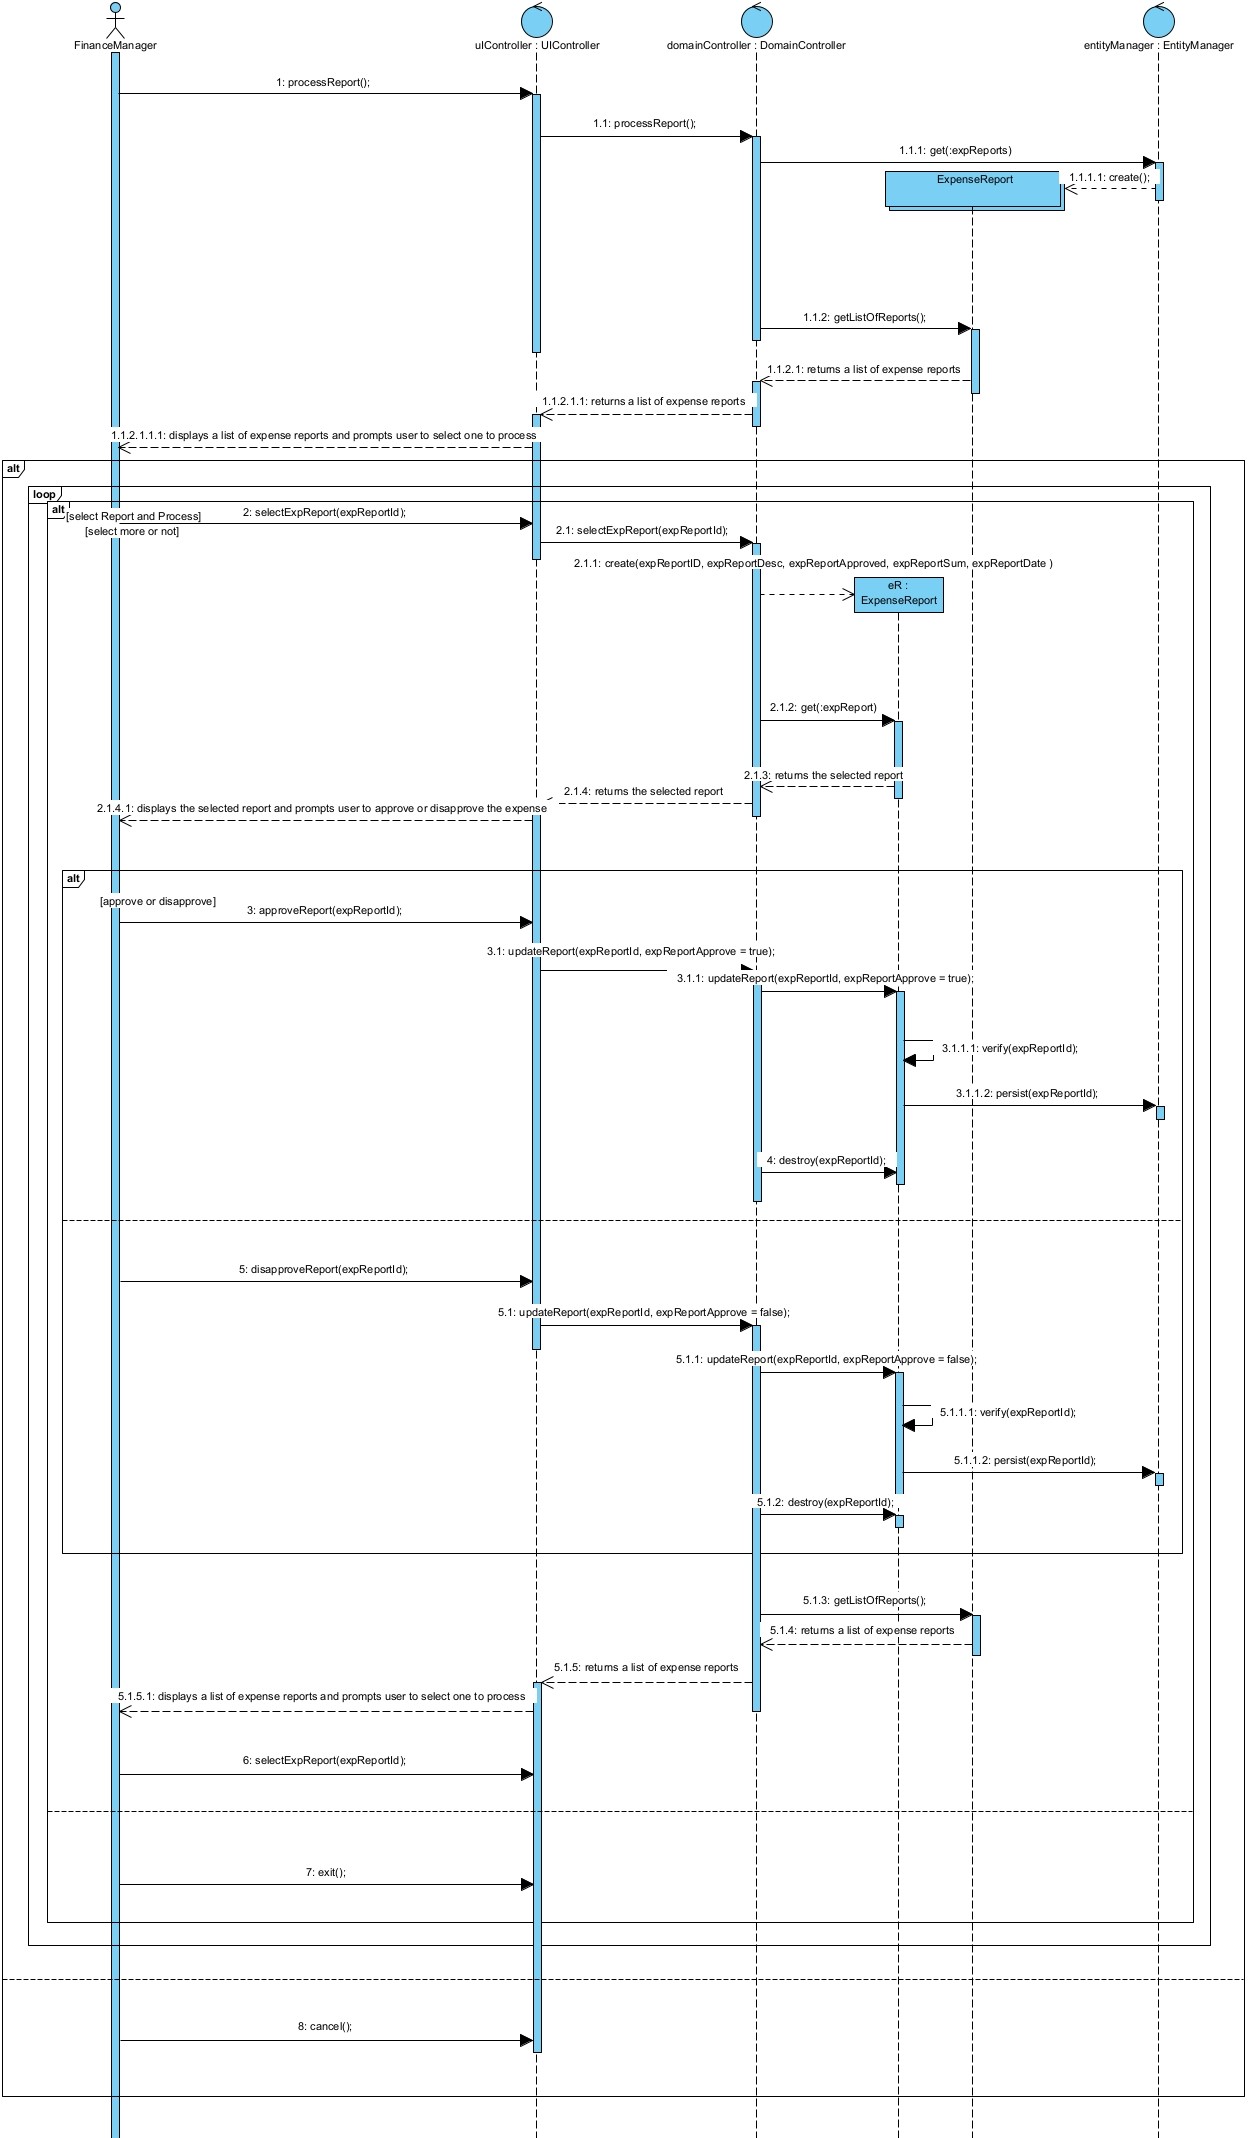 FinanceManager
uIController : UIController
domainController : DomainController
entityManager : EntityManager
1: processReport();
1.1: processReport();
1.1.1: get(:expReports)
ExpenseReport
1.1.1.1: create();
1.1.2: getListOfReports();
1.1.2.1: returns a list of expense reports
1.1.2.1.1: returns a list of expense reports
1.1.2.1.1.1: displays a list of expense reports and prompts user to select one to process
alt
loop
alt
[select Report and Process]
2: selectExpReport(expReportId);
[select more or not]
2.1: selectExpReport(expReportId);
2.1.1: create(expReportID, expReportDesc, expReportApproved, expReportSum, expReportDate )
eR :
ExpenseReport
2.1.2: get(:expReport)
2.1.3: returns the selected report
2.1.4: returns the selected report
2.1.4.1: displays the selected report and prompts user to approve or disapprove the expense
alt
[approve or disapprove]
3: approveReport(expReportId);
3.1: updateReport(expReportId, expReportApprove = true);
3.1.1: updateReport(expReportId, expReportApprove = true);
3.1.1.1: verify(expReportId);
3.1.1.2: persist(expReportId);
4: destroy(expReportId);
5: disapproveReport(expReportId);
5.1: updateReport(expReportId, expReportApprove = false);
5.1.1: updateReport(expReportId, expReportApprove = false);
5.1.1.1: verify(expReportId);
5.1.1.2: persist(expReportId);
5.1.2: destroy(expReportId);
5.1.3: getListOfReports();
5.1.4: returns a list of expense reports
5.1.5: returns a list of expense reports
5.1.5.1: displays a list of expense reports and prompts user to select one to process
6: selectExpReport(expReportId);
7: exit();
8: cancel();